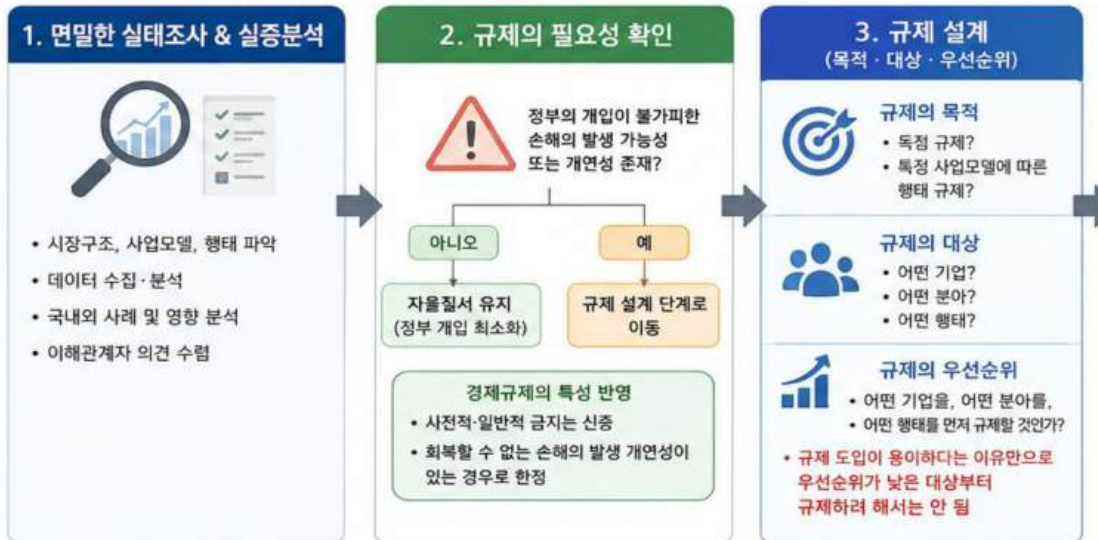 1. 면밀한 실태조사 & 실증분석
• 시장구조, 사업모델, 행태 파악
• 데이터 수집·분석
• 국내외 사례 및 영향 분석
• 이해관계자 의견 수렴
2. 규제의 필요성 확인
정부의 개입이 불가피한
손해의 발생 가능성
또는 개연성 존재?
아니오
예
자율질서 유지
(정부 개입 최소화)
규제 설계 단계로
이동
경제규제의 특성 반영
• 사전적·일반적 금지는 신중
• 회복할 수 없는 손해의 발생 개연성이
있는 경우로 한정
3. 규제 설계
(목적·대상·우선순위)
규제의 목적
• 독점 규제?
• 특정 사업모델에 따른
행태 규제?
규제의 대상
• 어떤 기업?
• 어떤 분야?
• 어떤 행태?
규제의 우선순위
• 어떤 기업을, 어떤 분야를,
어떤 행태를 먼저 규제할 것인가?
• 규제 도입이 용이하다는 이유만으로
우선순위가 낮은 대상부터
규제하려 해서는 안 됨